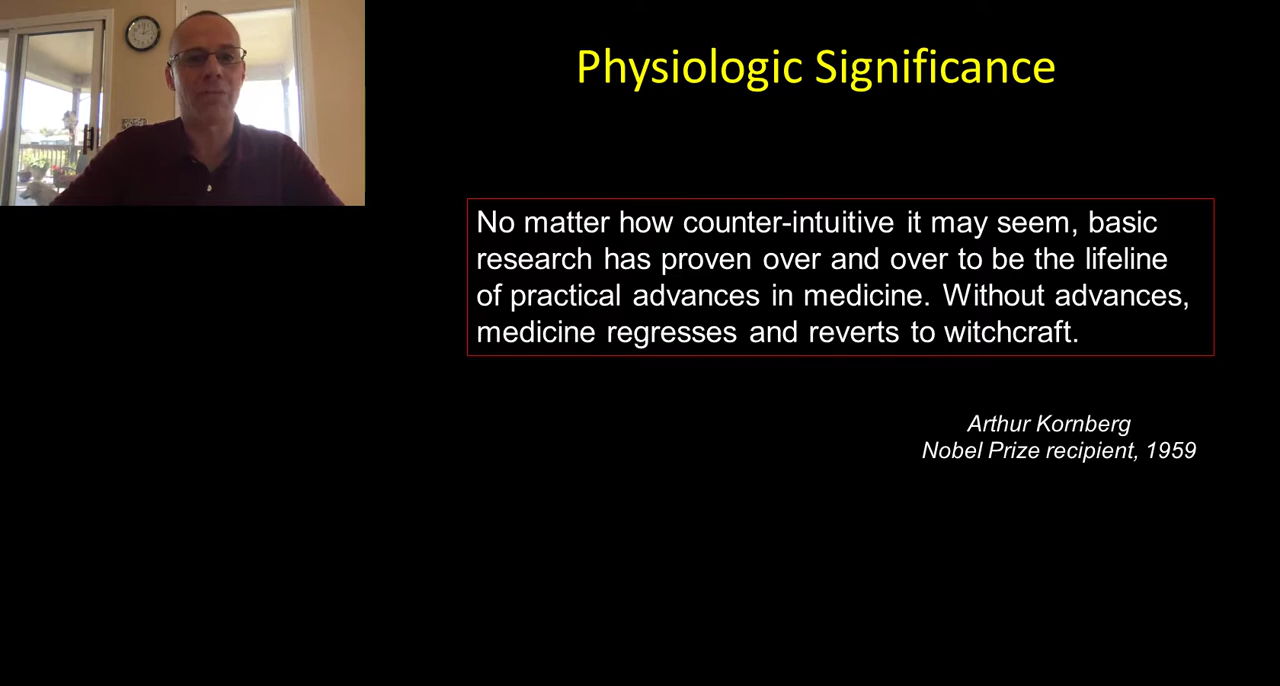 Physiologic Significance
No matter how counter-intuitive it may seem, basic
research has proven over and over to be the lifeline
of practical advances in medicine. Without advances,
medicine regresses and reverts to witchcraft.
Arthur Kornberg
Nobel Prize recipient, 1959